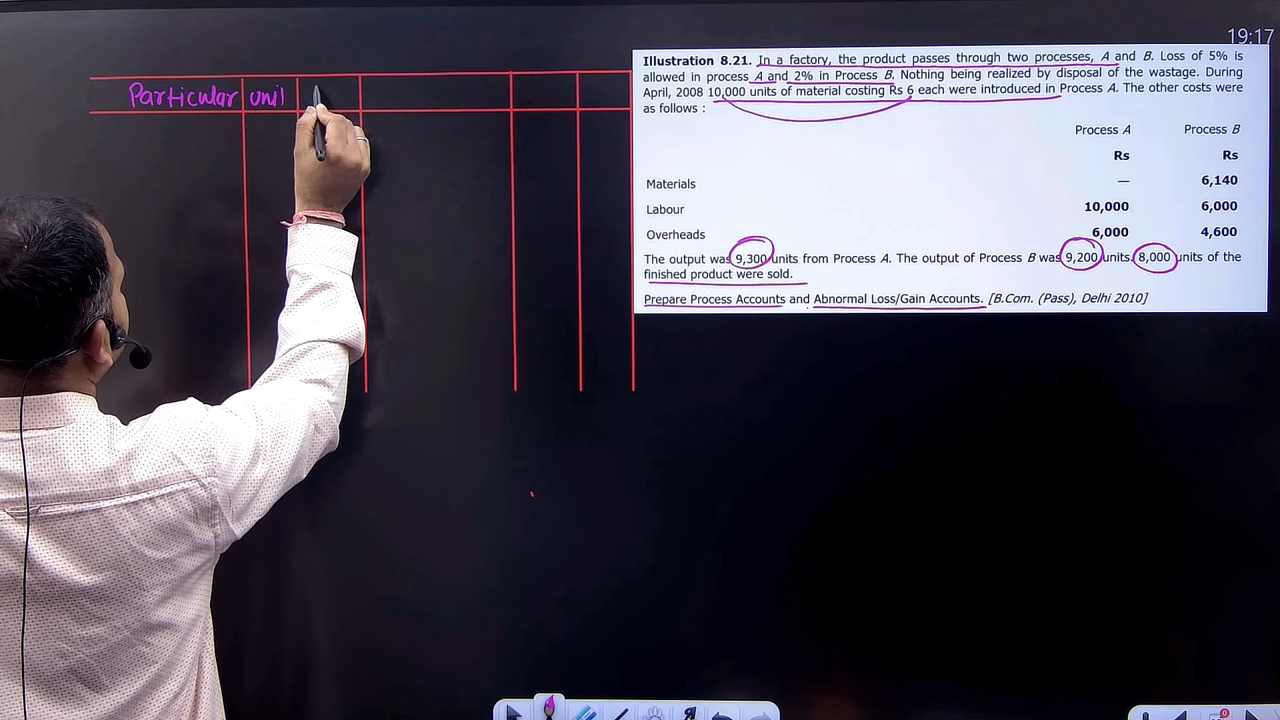 19:17
Particular unit
Illustration 8.21. In a factory, the product passes through two processes, A and B. Loss of 5% is
allowed in process A and 2% in Process B. Nothing being realized by disposal of the wastage. During
April, 2008 10,000 units of material costing Rs 6 each were introduced in Process A. The other costs were
as follows :
Process A Process B
Rs Rs
Materials — 6,140
Labour 10,000 6,000
Overheads 6,000 4,600
The output was 9,300 units from Process A. The output of Process B was 9,200 units. 8,000 units of the
finished product were sold.
Prepare Process Accounts and Abnormal Loss/Gain Accounts. [B.Com. (Pass), Delhi 2010]